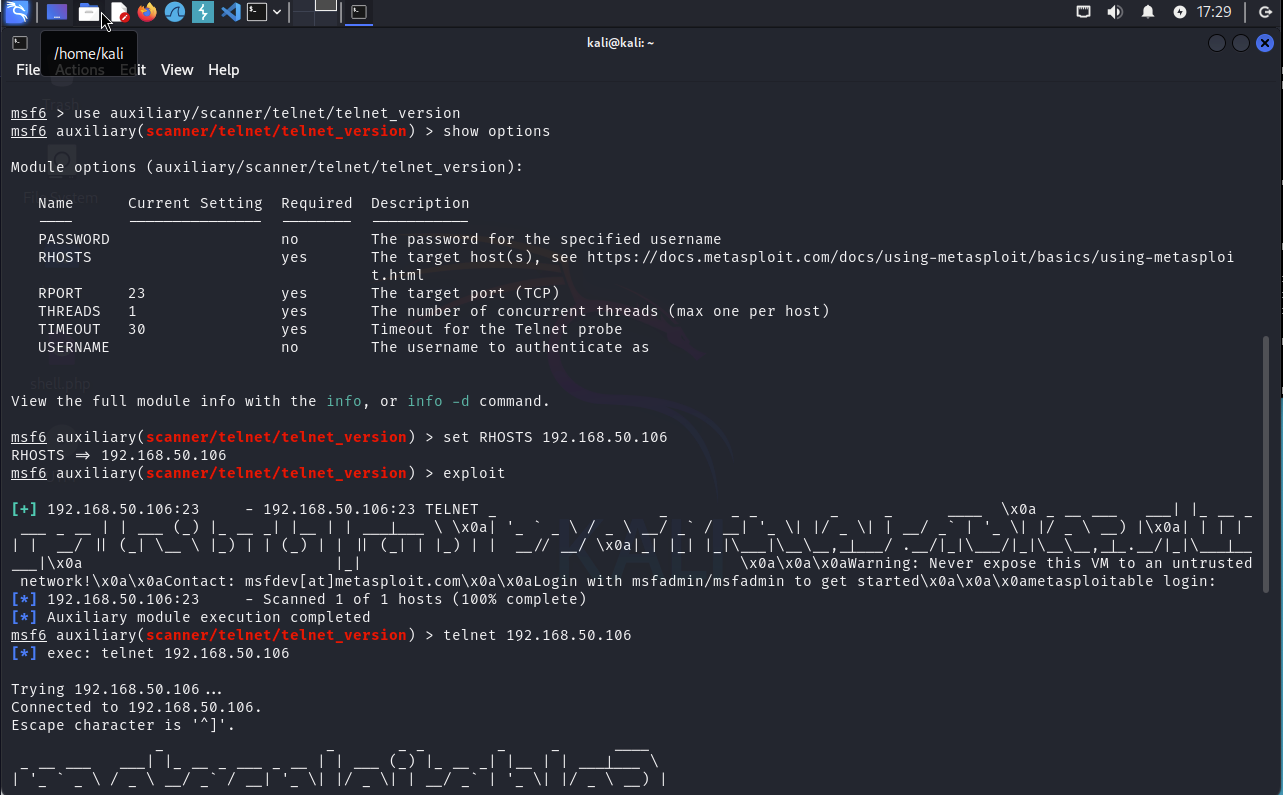 17:29
kali@kali: ~
/home/kali
File Actions Edit View Help
msf6 > use auxiliary/scanner/telnet/telnet_version
msf6 auxiliary(scanner/telnet/telnet_version) > show options
Module options (auxiliary/scanner/telnet/telnet_version):
Name Current Setting Required Description
PASSWORD no The password for the specified username
RHOSTS yes The target host(s), see https://docs.metasploit.com/docs/using-metasploit/basics/using-metasploi
t.html
RPORT 23 yes The target port (TCP)
THREADS 1 yes The number of concurrent threads (max one per host)
TIMEOUT 30 yes Timeout for the Telnet probe
USERNAME no The username to authenticate as
shell.php
View the full module info with the info, or info -d command.
msf6 auxiliary(scanner/telnet/telnet_version) > set RHOSTS 192.168.50.106
RHOSTS ⇒ 192.168.50.106
msf6 auxiliary(scanner/telnet/telnet_version) > exploit
[+] 192.168.50.106:23 - 192.168.50.106:23 TELNET _ _ _ _ _ _ ____ \x0a _ __ ___ ___| |_ __ _
___|\x0a |_| \x0a\x0a\x0aWarning: Never expose this VM to an untrusted
network!\x0a\x0aContact: msfdev[at]metasploit.com\x0a\x0aLogin with msfadmin/msfadmin to get started\x0a\x0a\x0ametasploitable login:
[*] 192.168.50.106:23 - Scanned 1 of 1 hosts (100% complete)
[*] Auxiliary module execution completed
msf6 auxiliary(scanner/telnet/telnet_version) > telnet 192.168.50.106
[*] exec: telnet 192.168.50.106
Trying 192.168.50.106...
Connected to 192.168.50.106.
Escape character is '^]'.